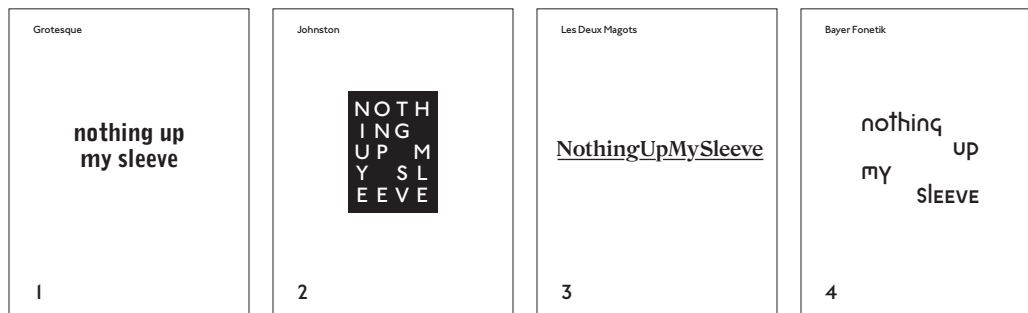 Grotesque
nothing up
my sleeve
1
Johnston
NOTH
ING
UP M
Y SL
EEVE
2
Les Deux Magots
NothingUpMySleeve
3
Bayer Fonetik
nothing
up
my
slEEVE
4